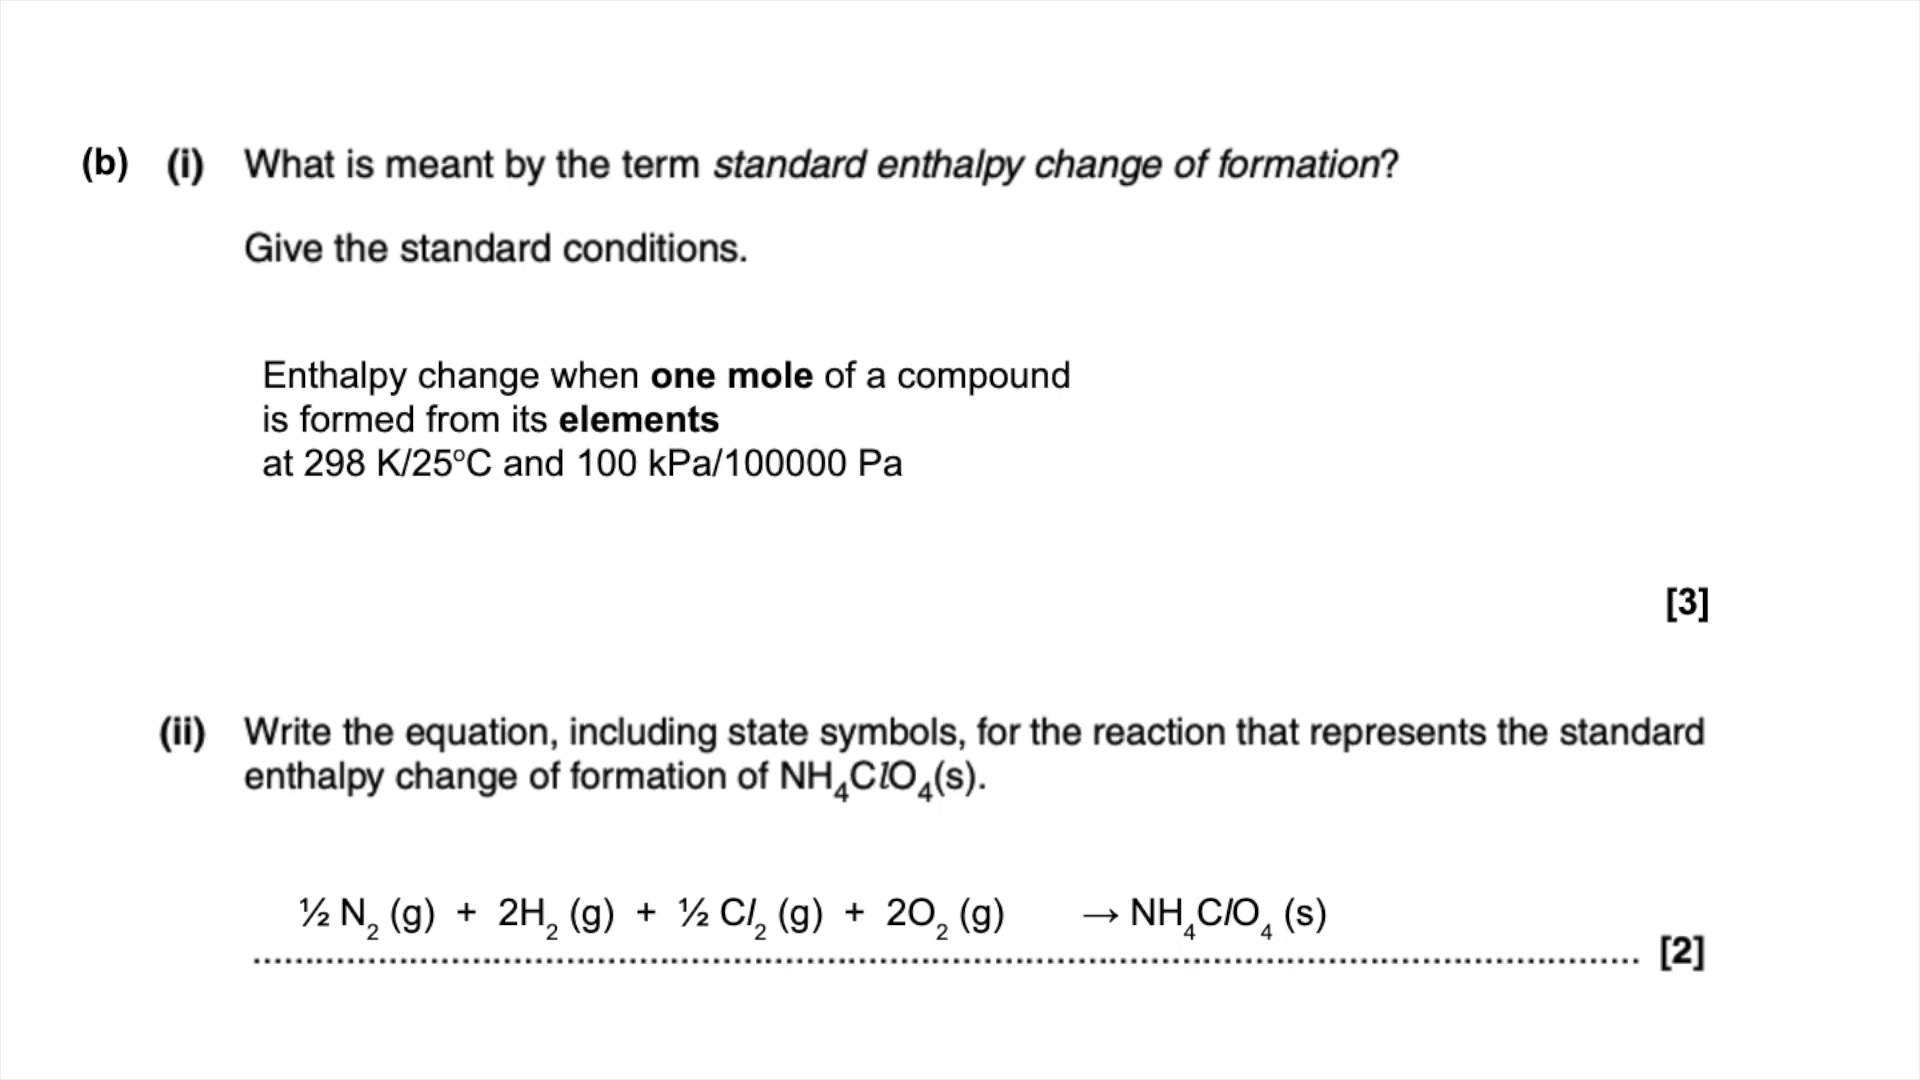 (b) (i) What is meant by the term standard enthalpy change of formation?
Give the standard conditions.
Enthalpy change when one mole of a compound
is formed from its elements
at 298 K/25ºC and 100 kPa/100000 Pa
[3]
(ii) Write the equation, including state symbols, for the reaction that represents the standard
enthalpy change of formation of NH₄ClO₄(s).
½ N₂ (g) + 2H₂ (g) + ½ Cl₂ (g) + 2O₂ (g) → NH₄ClO₄ (s)
[2]